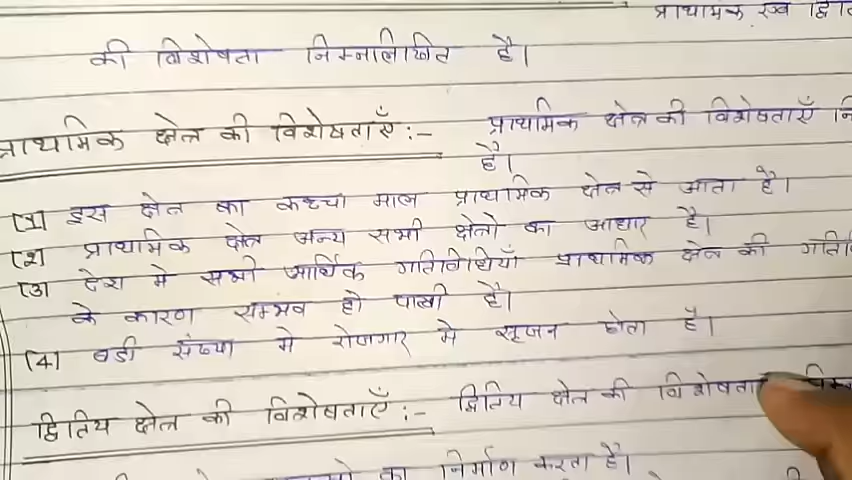 प्राथमिक एवं
की विशेषता निम्नलिखित है।
प्राथमिक क्षेत्र की विशेषताएँ :- प्राथमिक क्षेत्र की विशेषताएँ
है।
(1) इस क्षेत्र का कच्चा माल प्राथमिक क्षेत्र से आता है।
(2) प्राथमिक क्षेत्र अन्य सभी क्षेत्रो का आधार है।
(3) देश मे सभी आर्थिक गतिविधियाँ प्राथमिक क्षेत्र की
के कारण सम्भव हो पाती है।
(4) बडी संख्या मे रोजगार मे सृजन होता है।
द्वितिय क्षेत्र की विशेषताएँ :- द्वितिय क्षेत्र की विशेषता
का निर्माण करता है।